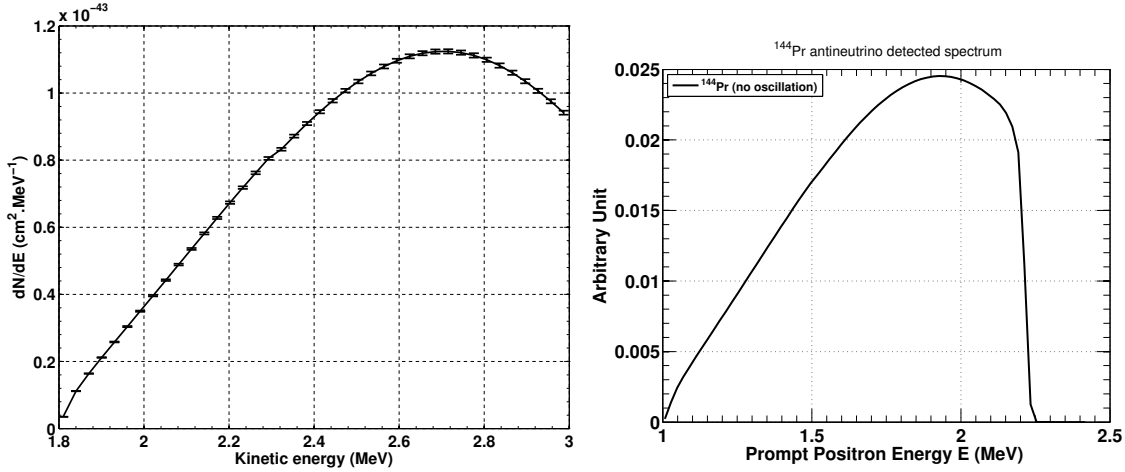 x 10⁻⁴³
1.2
1
0.8
0.6
0.4
0.2
0
dN/dE (cm².MeV⁻¹)
1.8 2 2.2 2.4 2.6 2.8 3
Kinetic energy (MeV)
¹⁴⁴Pr antineutrino detected spectrum
¹⁴⁴Pr (no oscillation)
0.025
0.02
0.015
0.01
0.005
0
Arbitrary Unit
1 1.5 2 2.5
Prompt Positron Energy E (MeV)